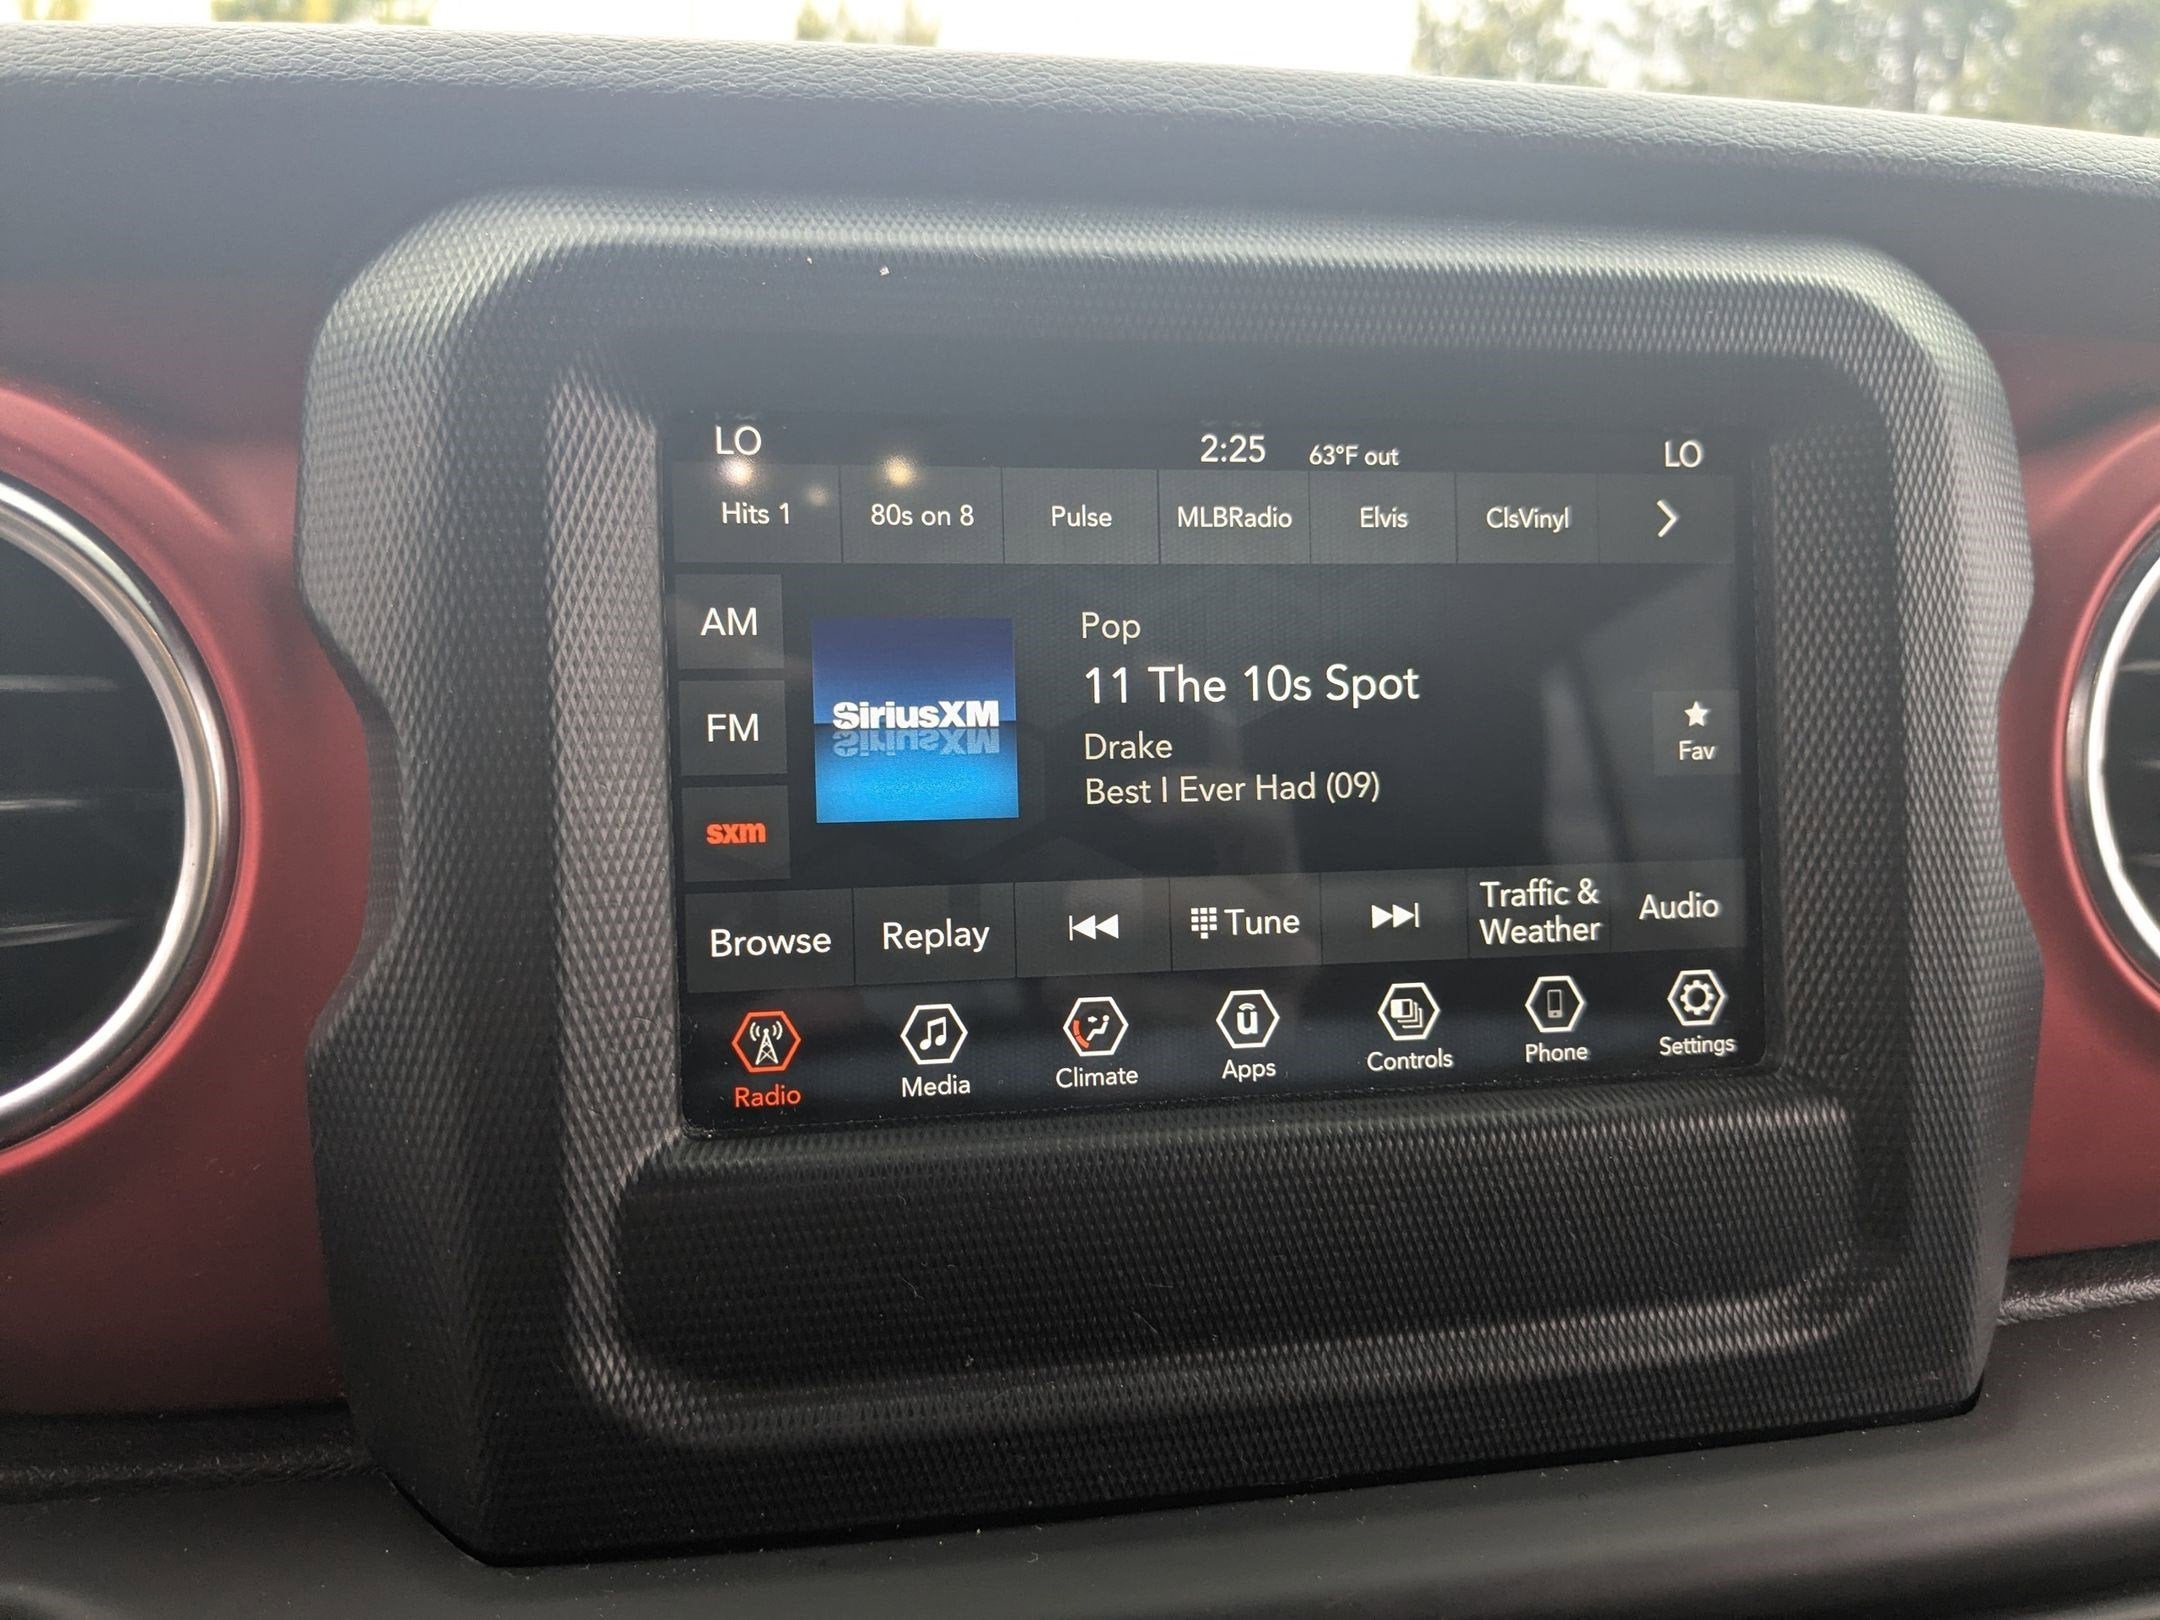 LO 2:25 63°F out LO
Hits 1 80s on 8 Pulse MLBRadio Elvis ClsVinyl
AM
FM
sxm
SiriusXM
Pop
11 The 10s Spot
Drake
Best I Ever Had (09)
Fav
Browse Replay Tune Traffic &
Weather Audio
Radio Media Climate Apps Controls Phone Settings